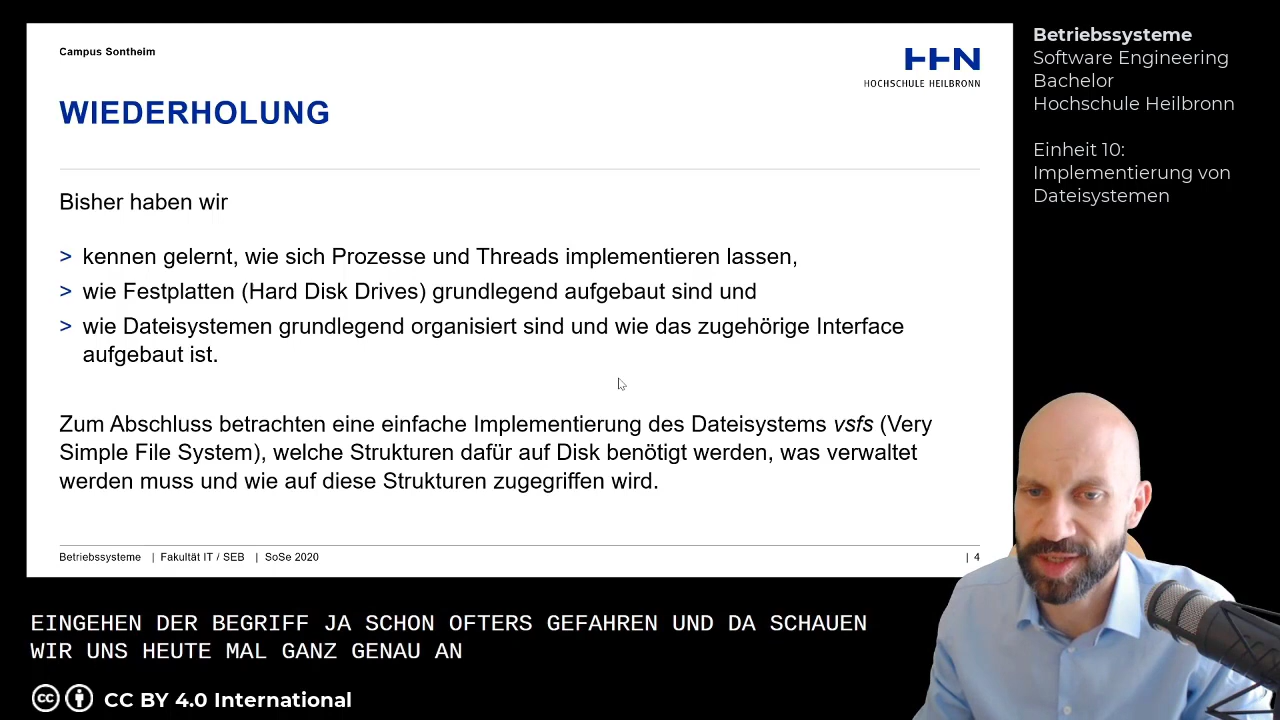 Campus Sontheim
HHN
HOCHSCHULE HEILBRONN
WIEDERHOLUNG
Bisher haben wir
> kennen gelernt, wie sich Prozesse und Threads implementieren lassen,
> wie Festplatten (Hard Disk Drives) grundlegend aufgebaut sind und
> wie Dateisystemen grundlegend organisiert sind und wie das zugehörige Interface
aufgebaut ist.
Zum Abschluss betrachten eine einfache Implementierung des Dateisystems vsfs (Very
Simple File System), welche Strukturen dafür auf Disk benötigt werden, was verwaltet
werden muss und wie auf diese Strukturen zugegriffen wird.
Betriebssysteme | Fakultät IT / SEB | SoSe 2020 | 4
Betriebssysteme
Software Engineering
Bachelor
Hochschule Heilbronn
Einheit 10:
Implementierung von
Dateisystemen
EINGEHEN DER BEGRIFF JA SCHON OFTERS GEFAHREN UND DA SCHAUEN
WIR UNS HEUTE MAL GANZ GENAU AN
cc CC BY 4.0 International